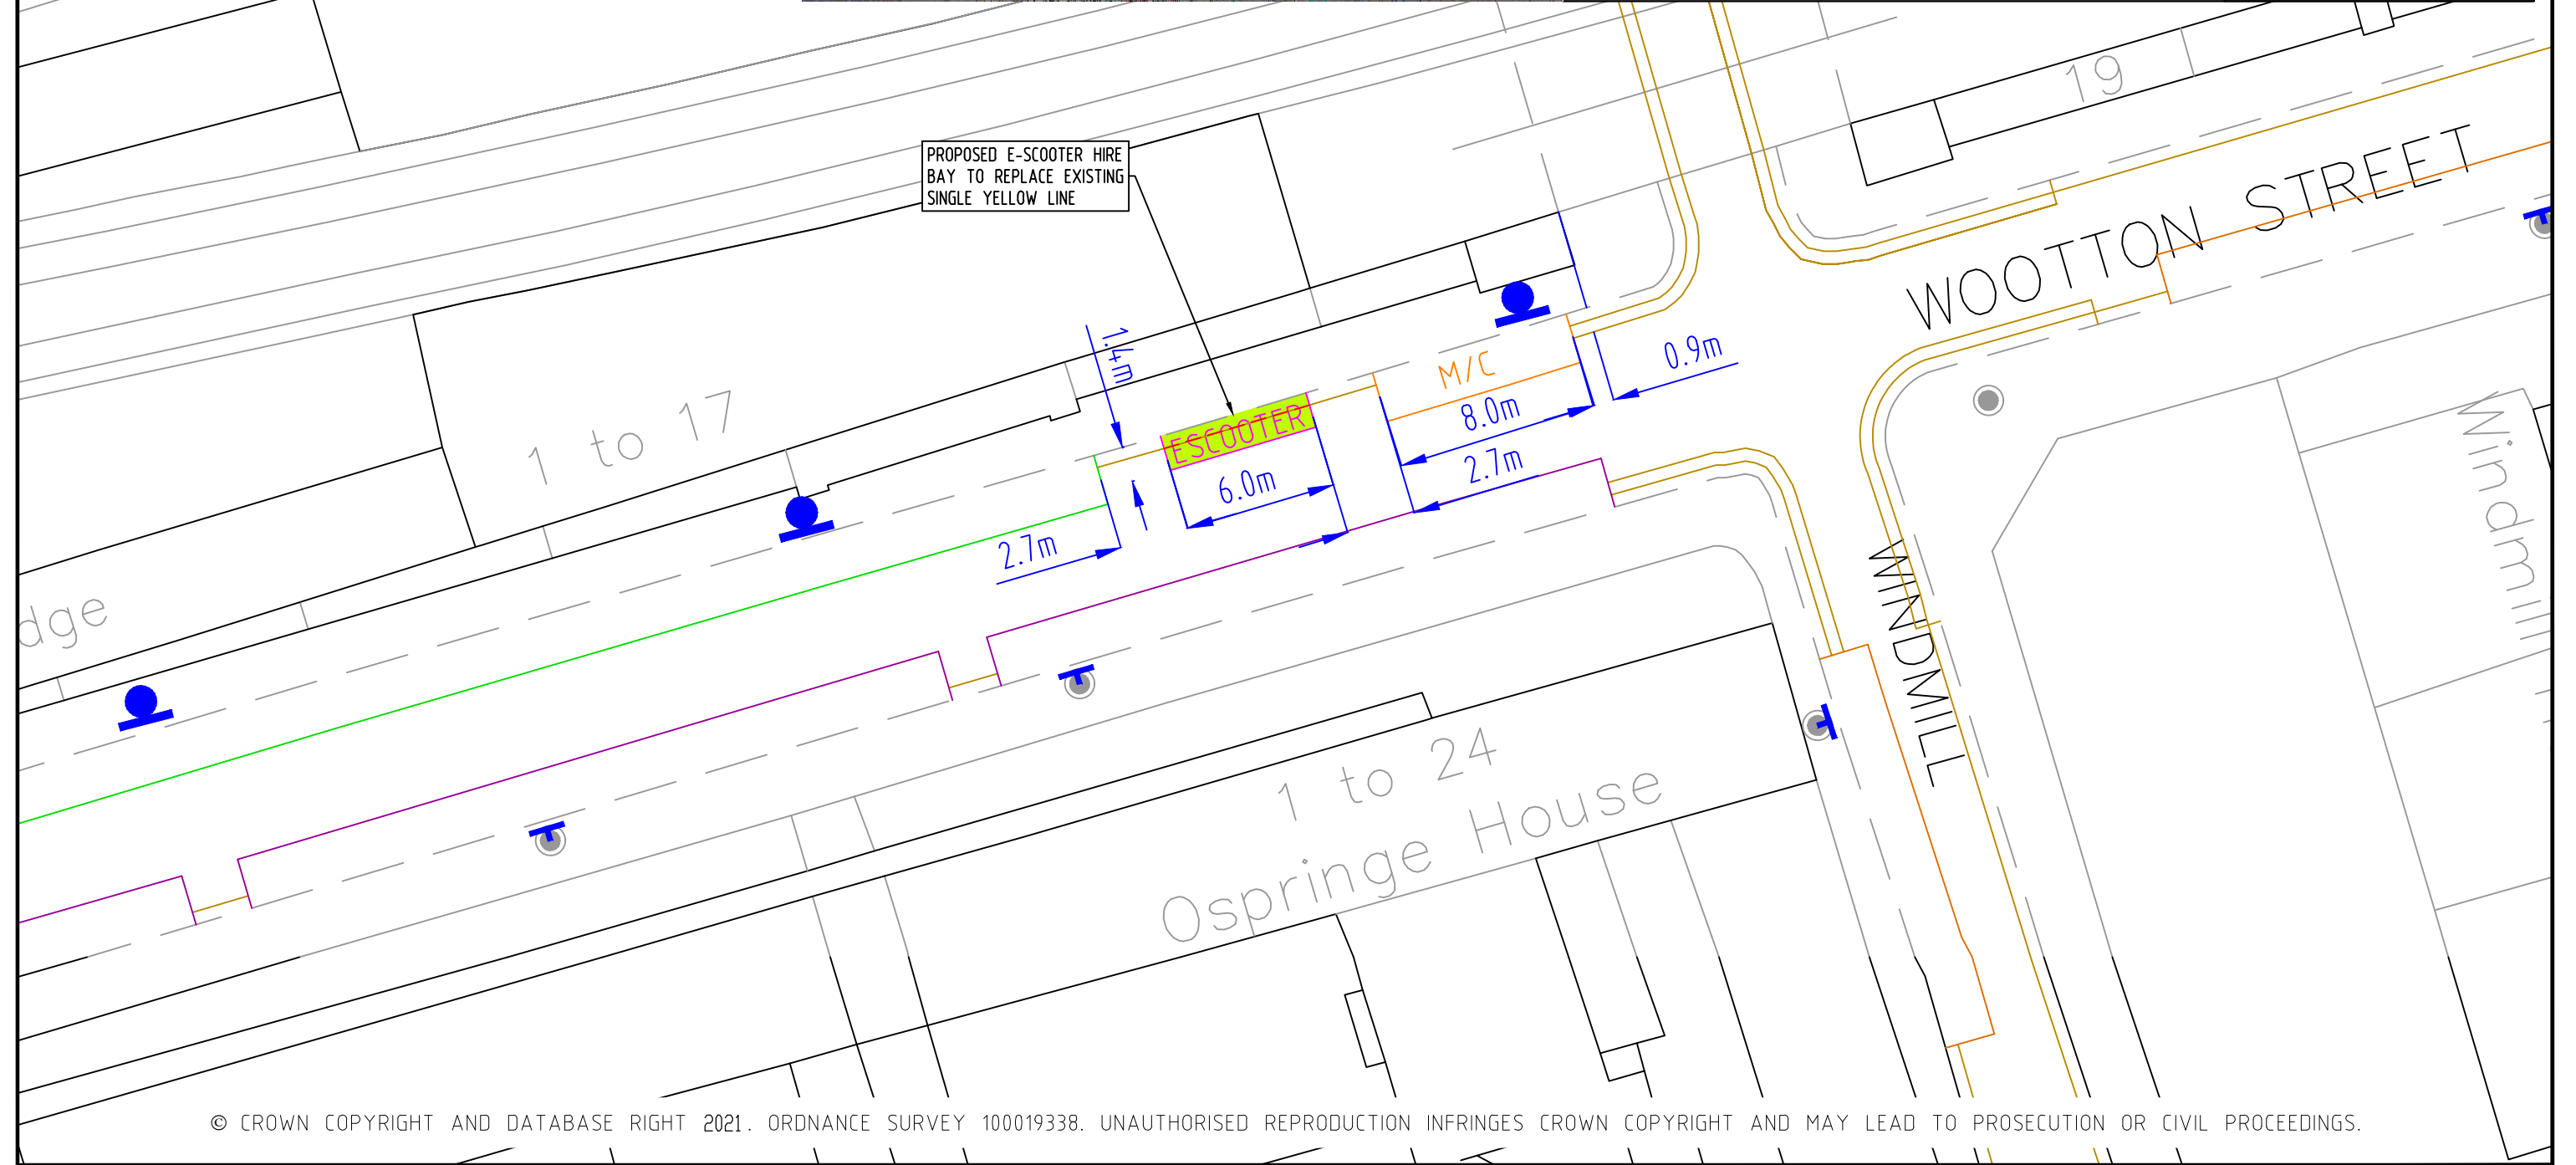 19
PROPOSED E-SCOOTER HIRE
BAY TO REPLACE EXISTING
SINGLE YELLOW LINE
WOOTTON STREET
1.4m
0.9m
M/C
1 to 17
ESCOOTER
8.0m
2.7m
6.0m
2.7m
dge
WINDMILL
Windmill
1 to 24
Ospringe House
© CROWN COPYRIGHT AND DATABASE RIGHT 2021. ORDNANCE SURVEY 100019338. UNAUTHORISED REPRODUCTION INFRINGES CROWN COPYRIGHT AND MAY LEAD TO PROSECUTION OR CIVIL PROCEEDINGS.